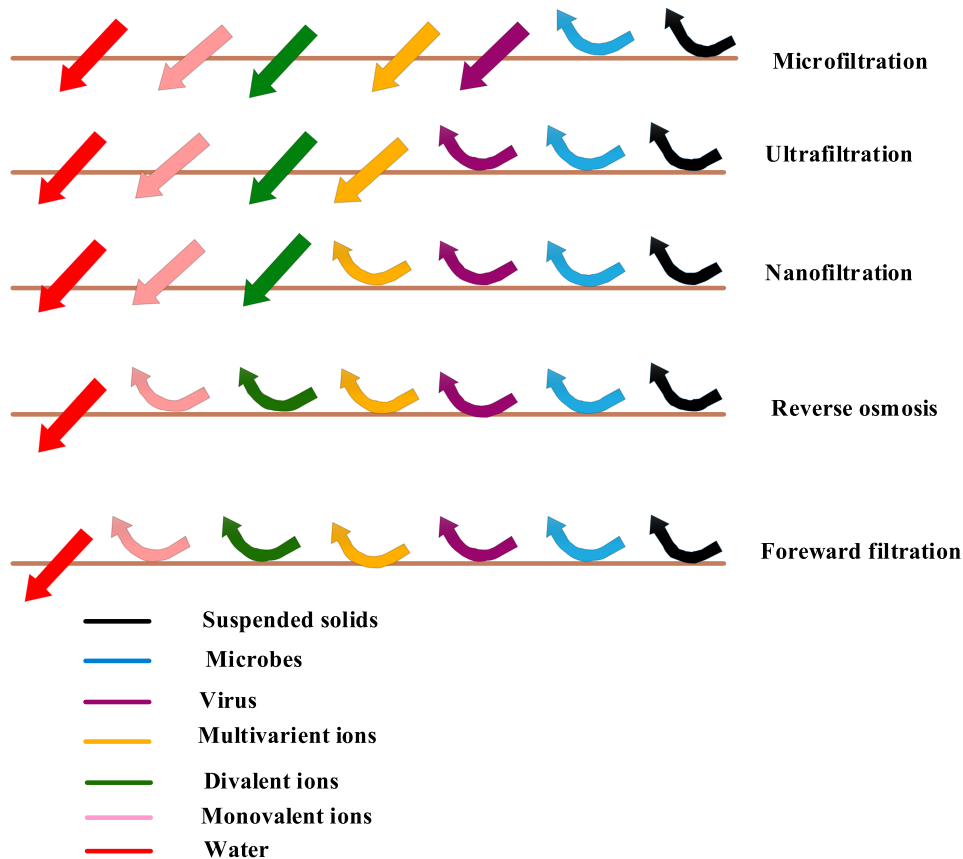 Microfiltration
Ultrafiltration
Nanofiltration
Reverse osmosis
Foreward filtration
Suspended solids
Microbes
Virus
Multivarient ions
Divalent ions
Monovalent ions
Water